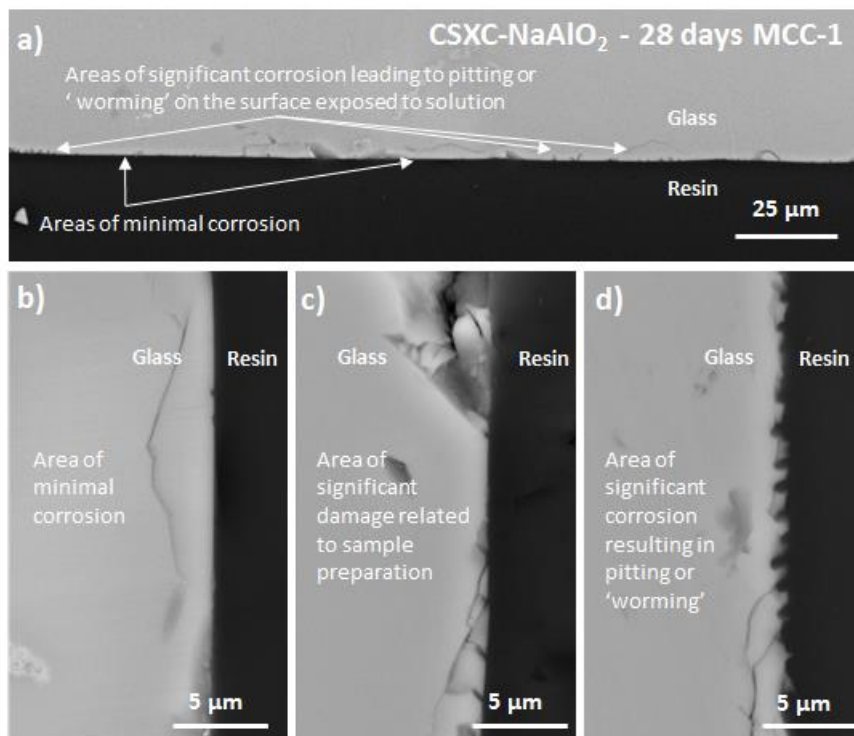 a)
CSXC-NaAlO₂ - 28 days MCC-1
Areas of significant corrosion leading to pitting or
‘ worming’ on the surface exposed to solution
Glass
Resin
Areas of minimal corrosion
25 μm
b)
Glass
Resin
Area of
minimal
corrosion
5 μm
c)
Glass
Resin
Area of
significant
damage related
to sample
preparation
5 μm
d)
Glass
Resin
Area of
significant
corrosion
resulting in
pitting or
‘worming’
5 μm